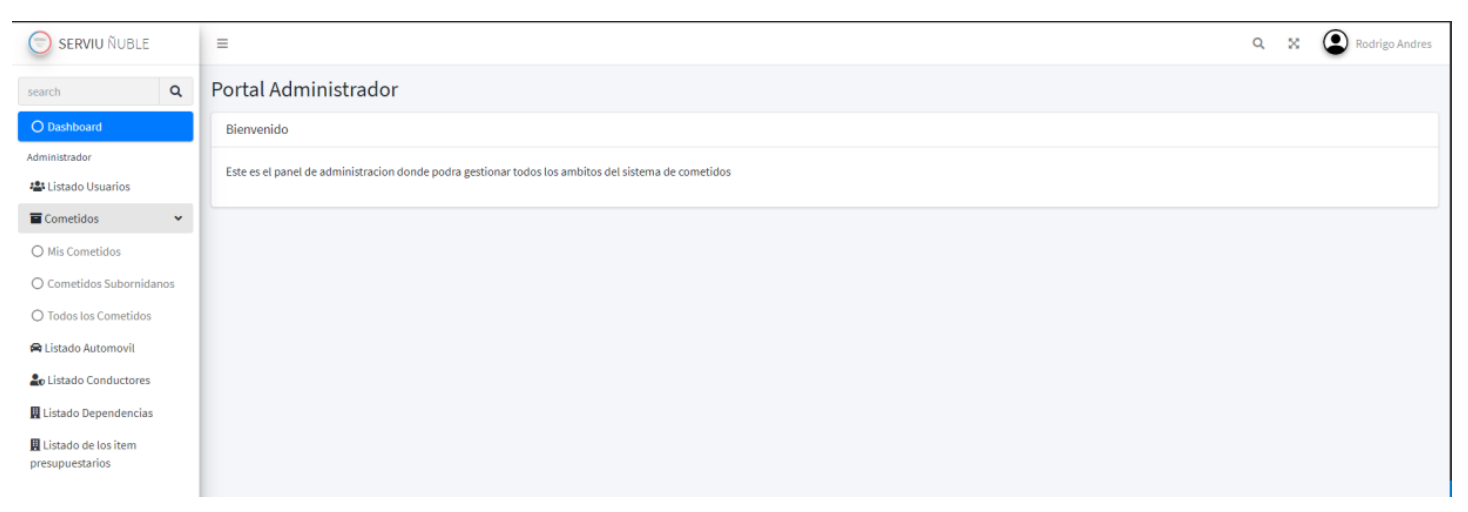 SERVIU ÑUBLE
Rodrigo Andres
search
Dashboard
Administrador
Listado Usuarios
Cometidos
Mis Cometidos
Cometidos Subornidanos
Todos los Cometidos
Listado Automovil
Listado Conductores
Listado Dependencias
Listado de los item
presupuestarios
Portal Administrador
Bienvenido
Este es el panel de administracion donde podra gestionar todos los ambitos del sistema de cometidos